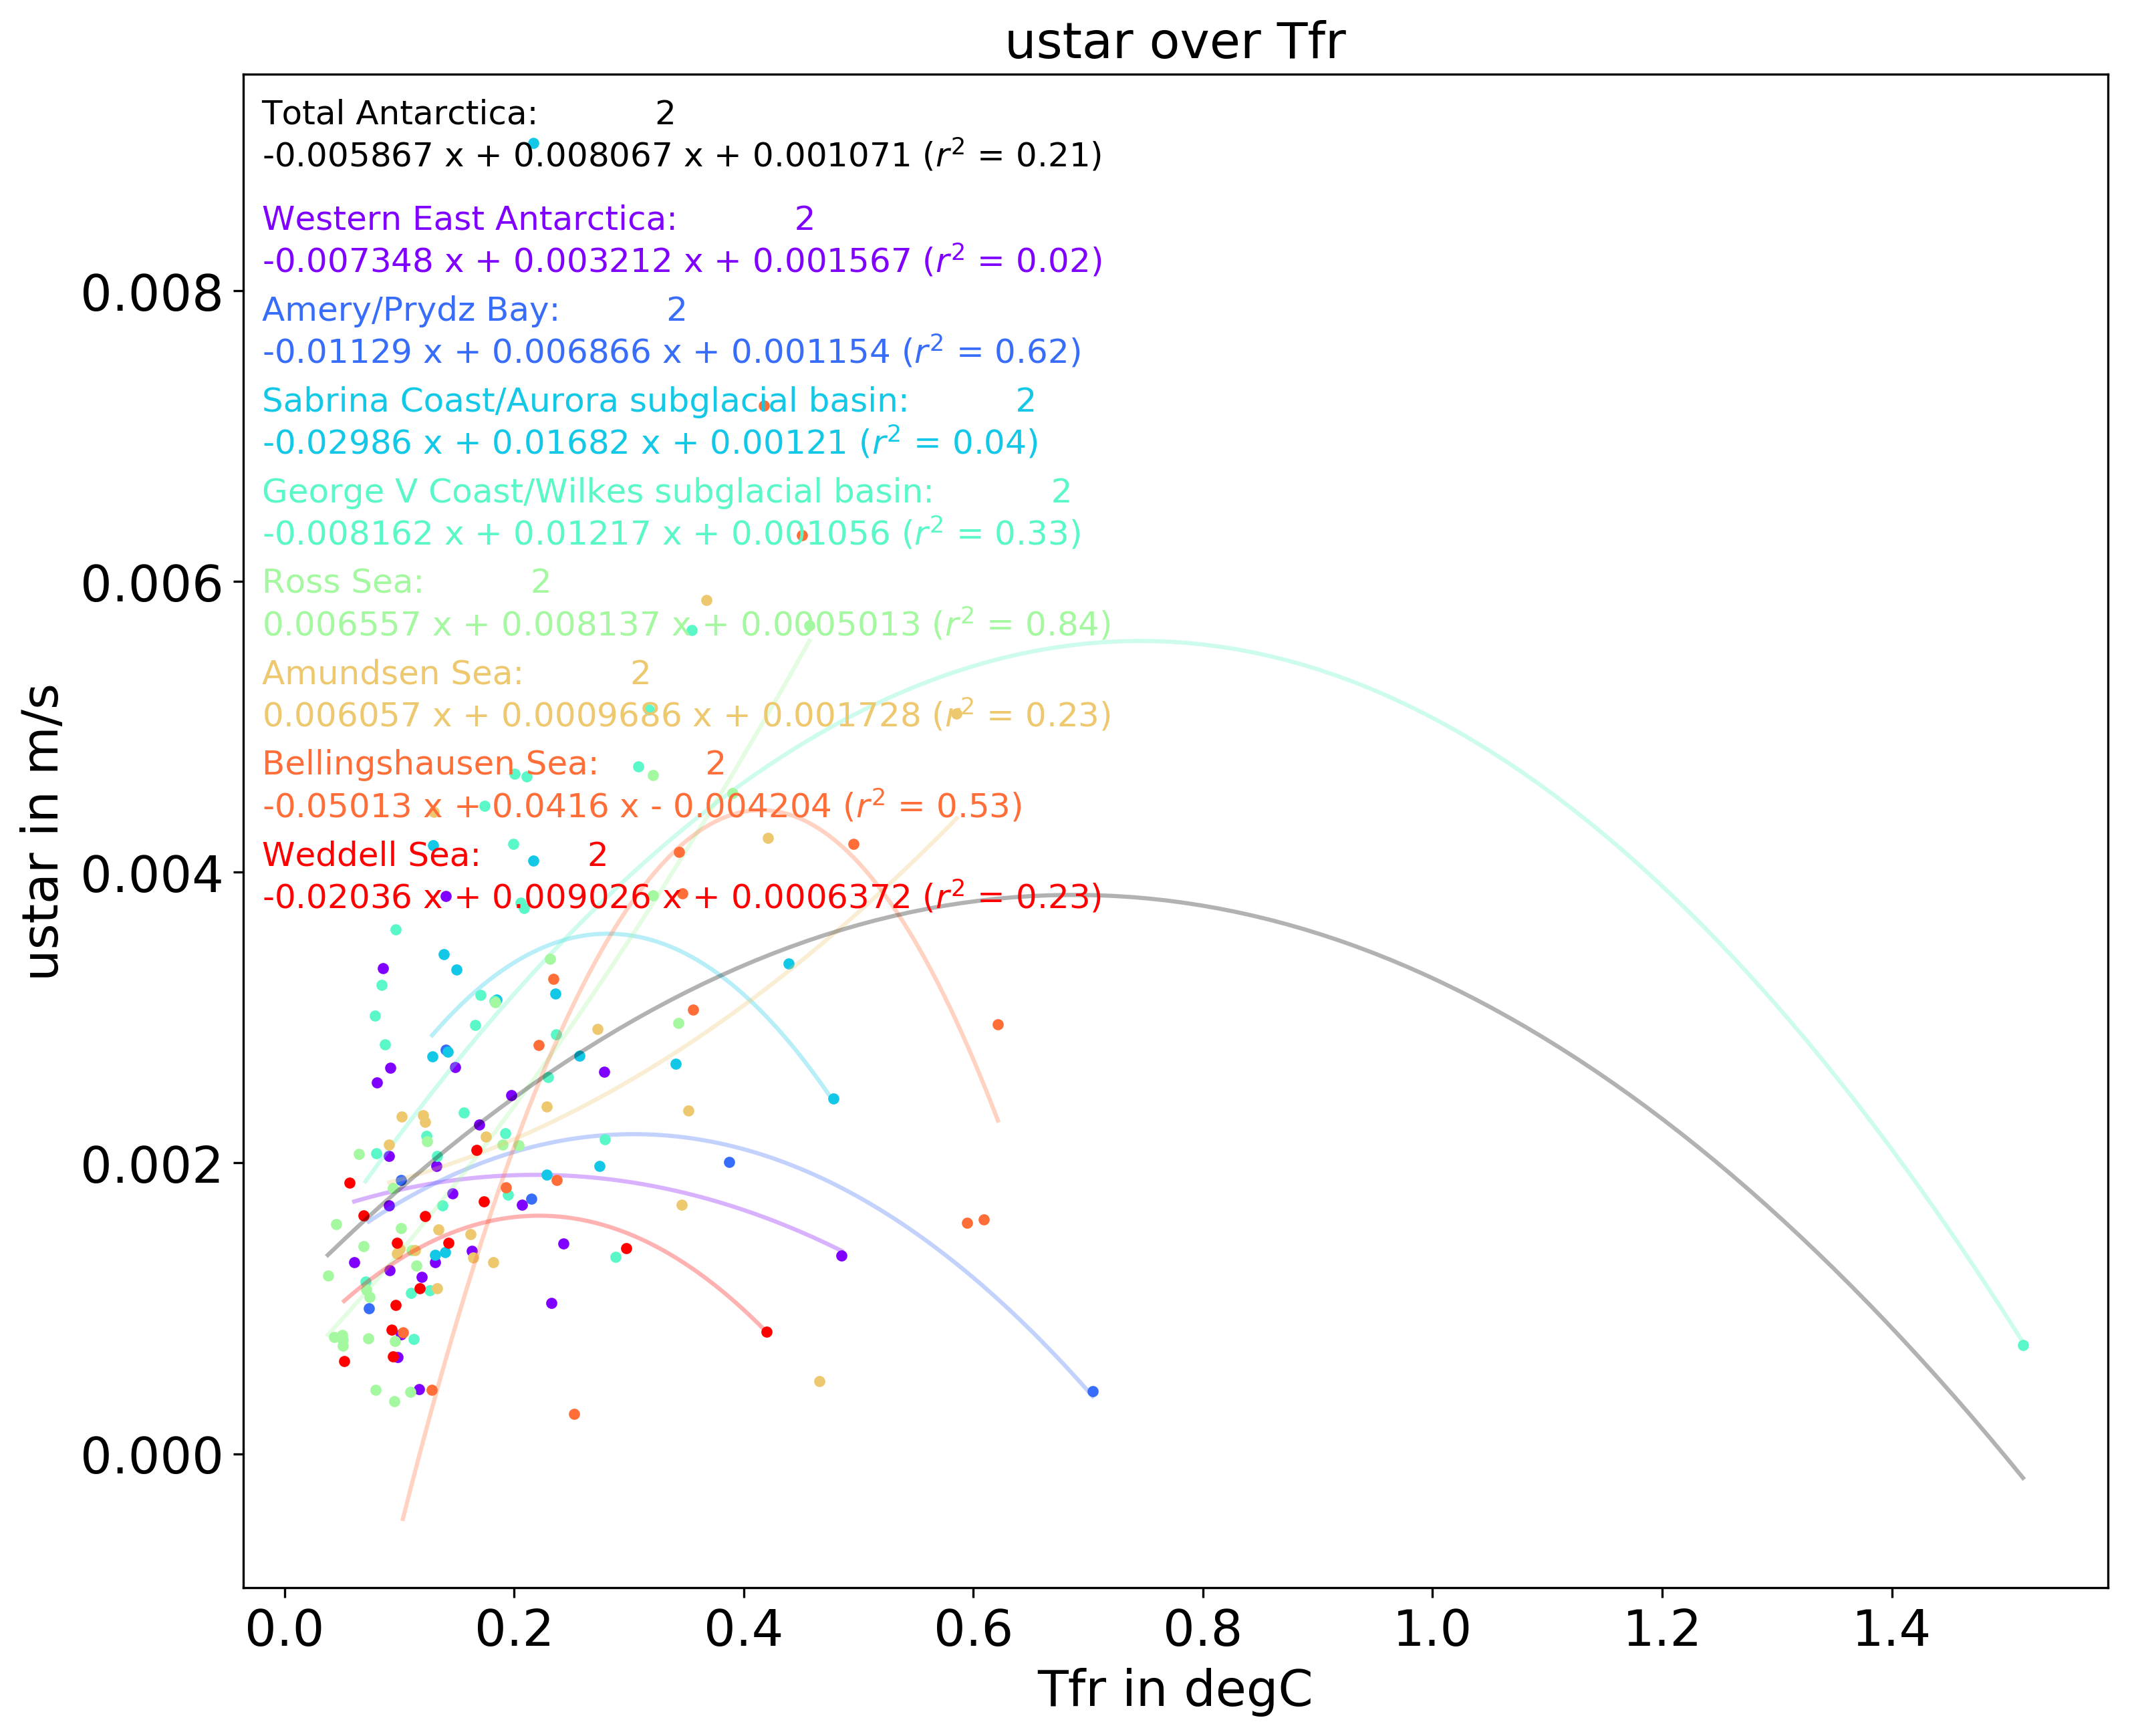 ustar over Tfr
Total Antarctica: 2
-0.005867 x + 0.008067 x + 0.001071 (r² = 0.21)
Western East Antarctica: 2
-0.007348 x + 0.003212 x + 0.001567 (r² = 0.02)
Amery/Prydz Bay: 2
-0.01129 x + 0.006866 x + 0.001154 (r² = 0.62)
Sabrina Coast/Aurora subglacial basin: 2
-0.02986 x + 0.01682 x + 0.00121 (r² = 0.04)
George V Coast/Wilkes subglacial basin: 2
-0.008162 x + 0.01217 x + 0.001056 (r² = 0.33)
Ross Sea: 2
0.006557 x + 0.008137 x + 0.0005013 (r² = 0.84)
Amundsen Sea: 2
0.006057 x + 0.0009686 x + 0.001728 (r² = 0.23)
Bellingshausen Sea: 2
-0.05013 x + 0.0416 x - 0.004204 (r² = 0.53)
Weddell Sea: 2
-0.02036 x + 0.009026 x + 0.0006372 (r² = 0.23)
ustar in m/s
0.008
0.006
0.004
0.002
0.000
0.0 0.2 0.4 0.6 0.8 1.0 1.2 1.4
Tfr in degC